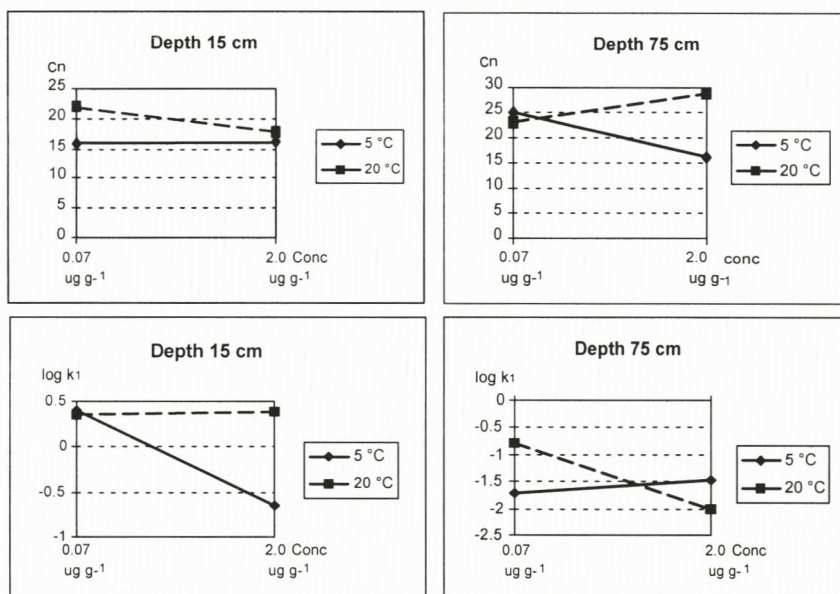 Depth 15 cm
Cn
25
20
15
10
5
0
0.07
ug g-1
2.0 Conc
ug g-1
5 °C
20 °C
Depth 75 cm
Cn
30
25
20
15
10
5
0
0.07
ug g-1
2.0
ug g-1
conc
5 °C
20 °C
Depth 15 cm
log k1
0.5
0
-0.5
-1
0.07
ug g-1
2.0 Conc
ug g-1
5 °C
20 °C
Depth 75 cm
log k1
0
-0.5
-1
-1.5
-2
-2.5
0.07
ug g-1
2.0 Conc
ug g-1
5 °C
20 °C